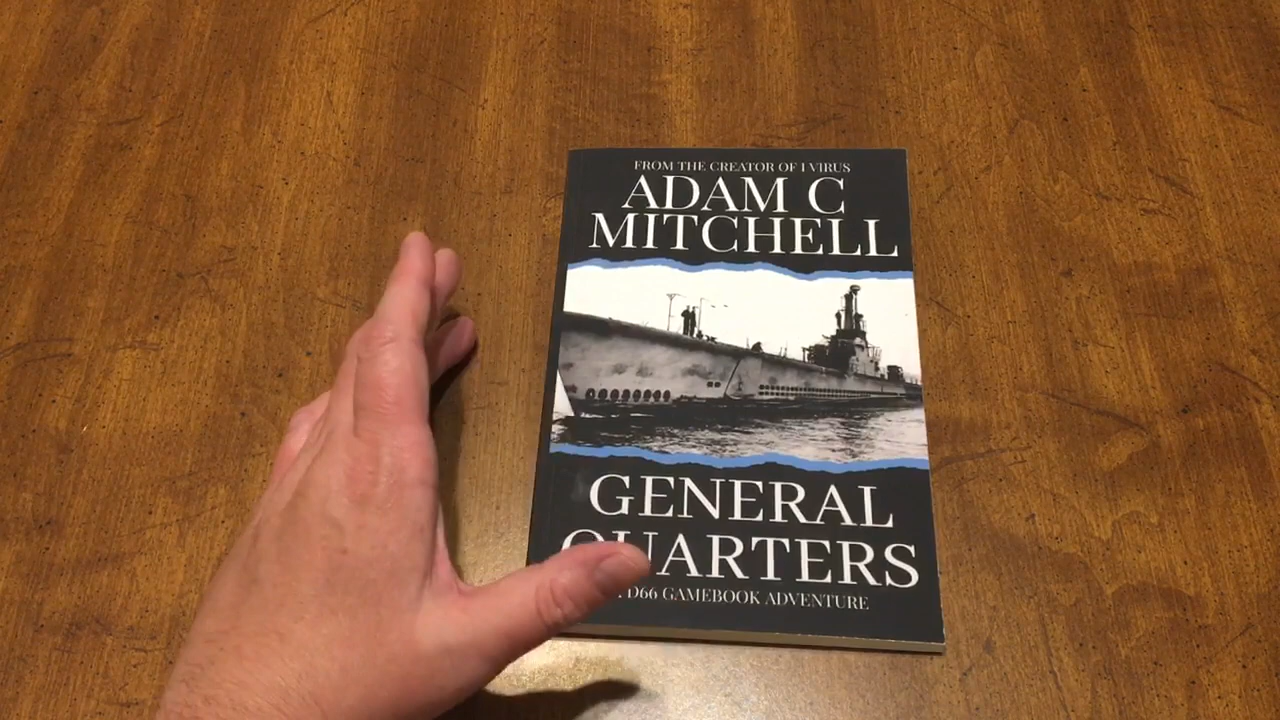 FROM THE CREATOR OF I VIRUS
ADAM C
MITCHELL
GENERAL
QUARTERS
D66 GAMEBOOK ADVENTURE